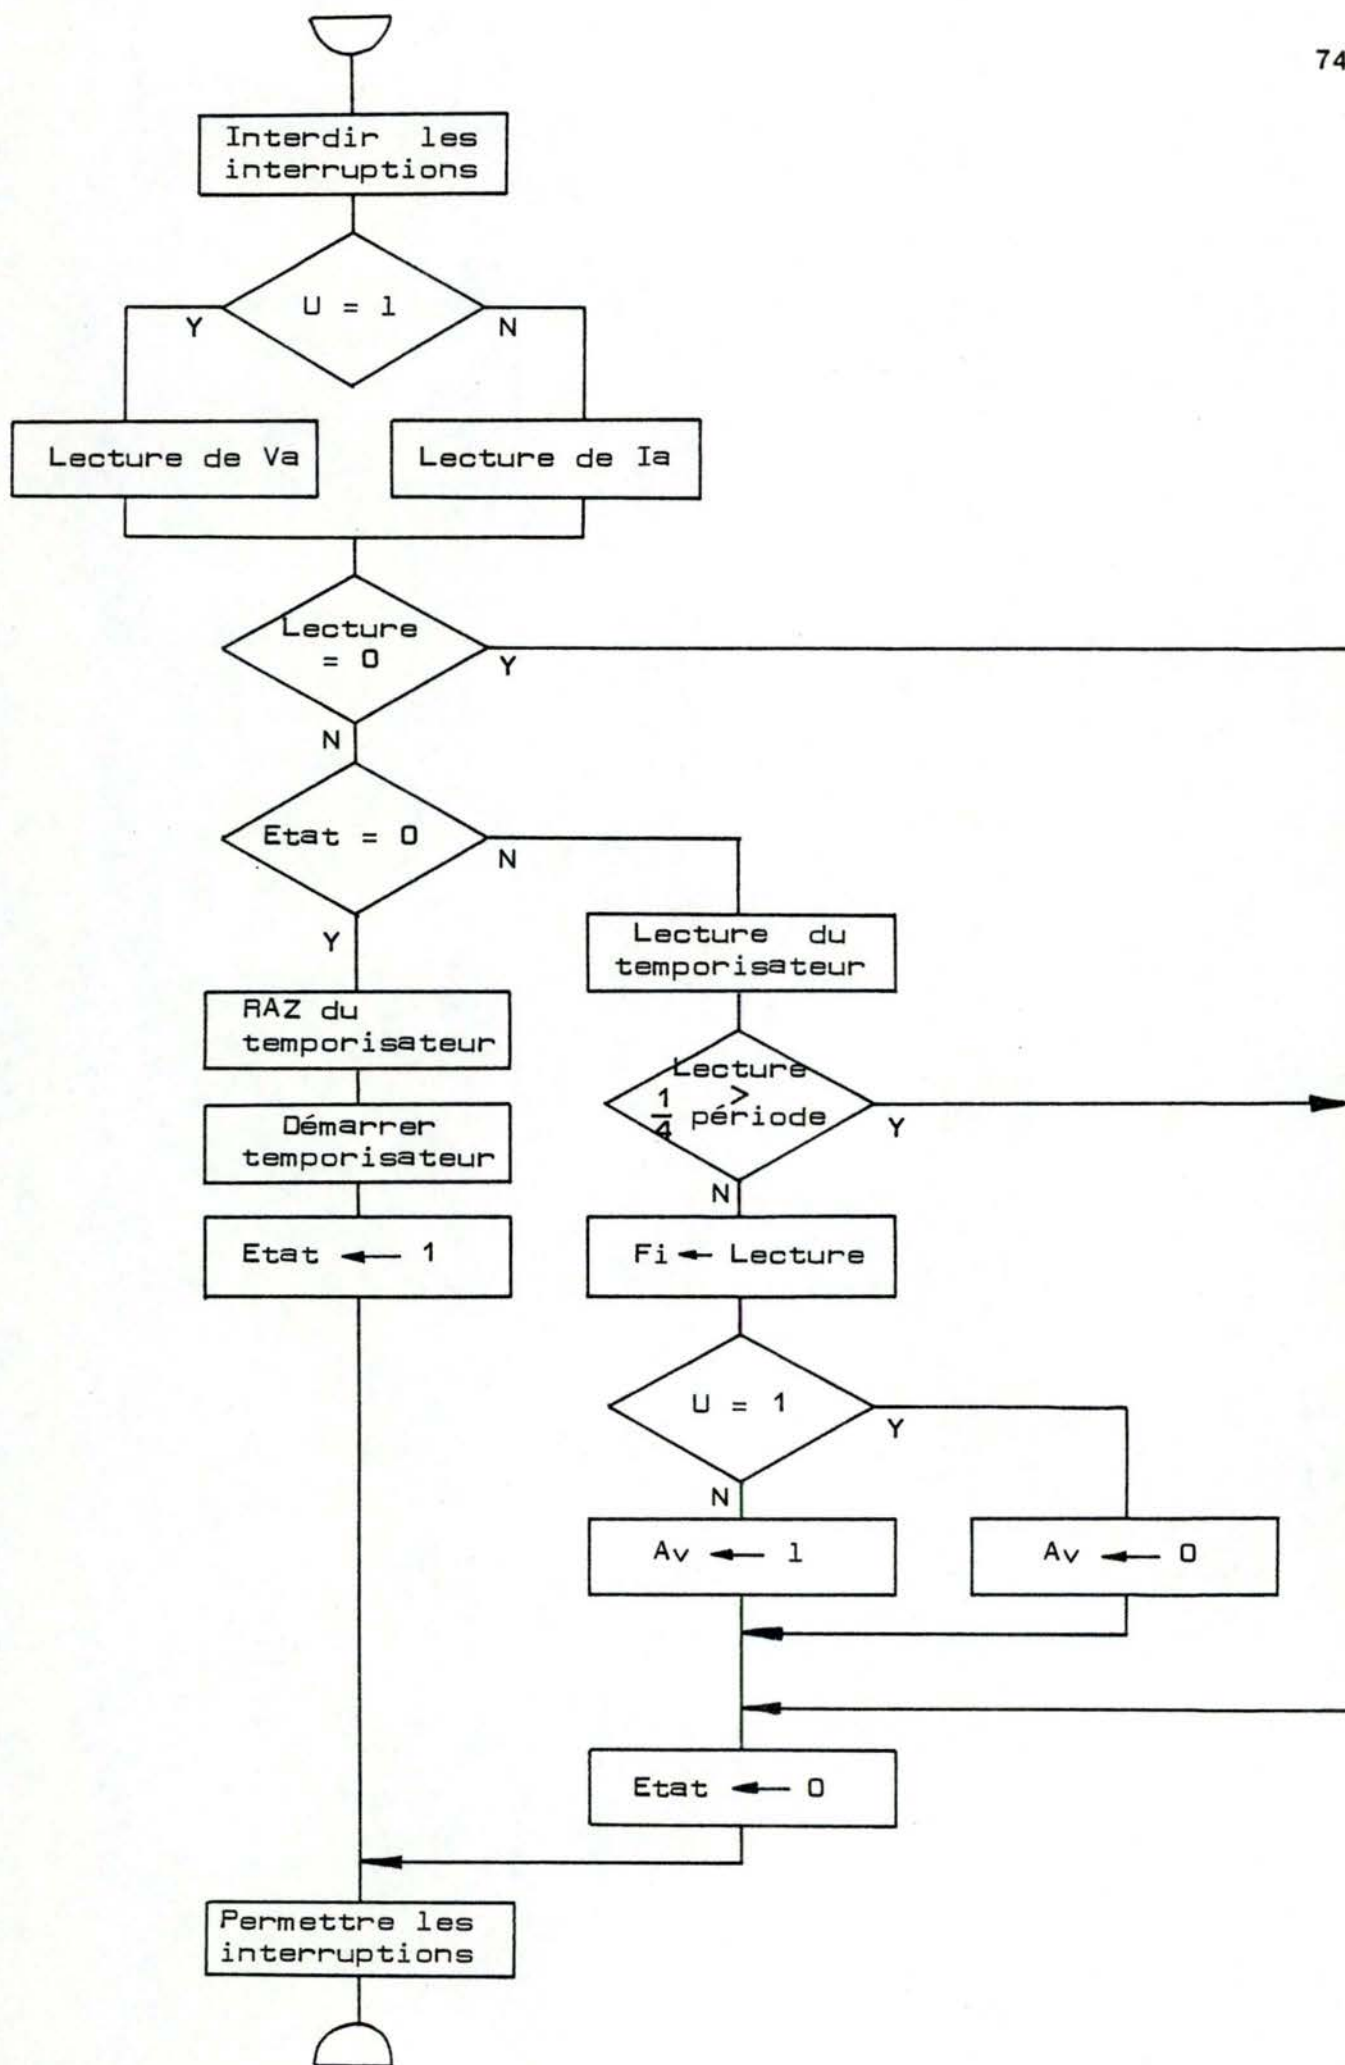 74
Interdir les
interruptions
U = 1
Y
N
Lecture de Va
Lecture de Ia
Lecture
= 0
Y
N
Etat = 0
N
Y
Lecture du
temporisateur
RAZ du
temporisateur
Lecture
>
1/4 période
Y
N
Démarrer
temporisateur
Etat ← 1
Fi ← Lecture
U = 1
Y
N
Av ← 1
Av ← 0
Etat ← 0
Permettre les
interruptions